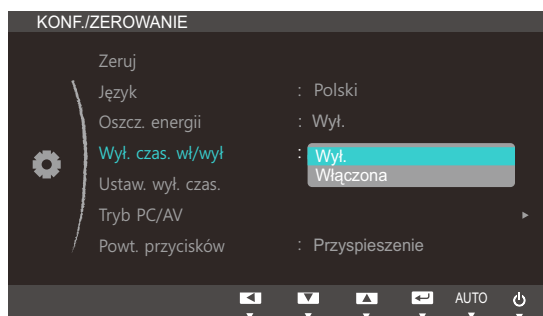 KONF./ZEROWANIE
Zeruj
Język : Polski
Oszcz. energii : Wył.
Wył. czas. wł/wył : Wył.
Włączona
Ustaw. wył. czas.
Tryb PC/AV
Powt. przycisków : Przyspieszenie
AUTO